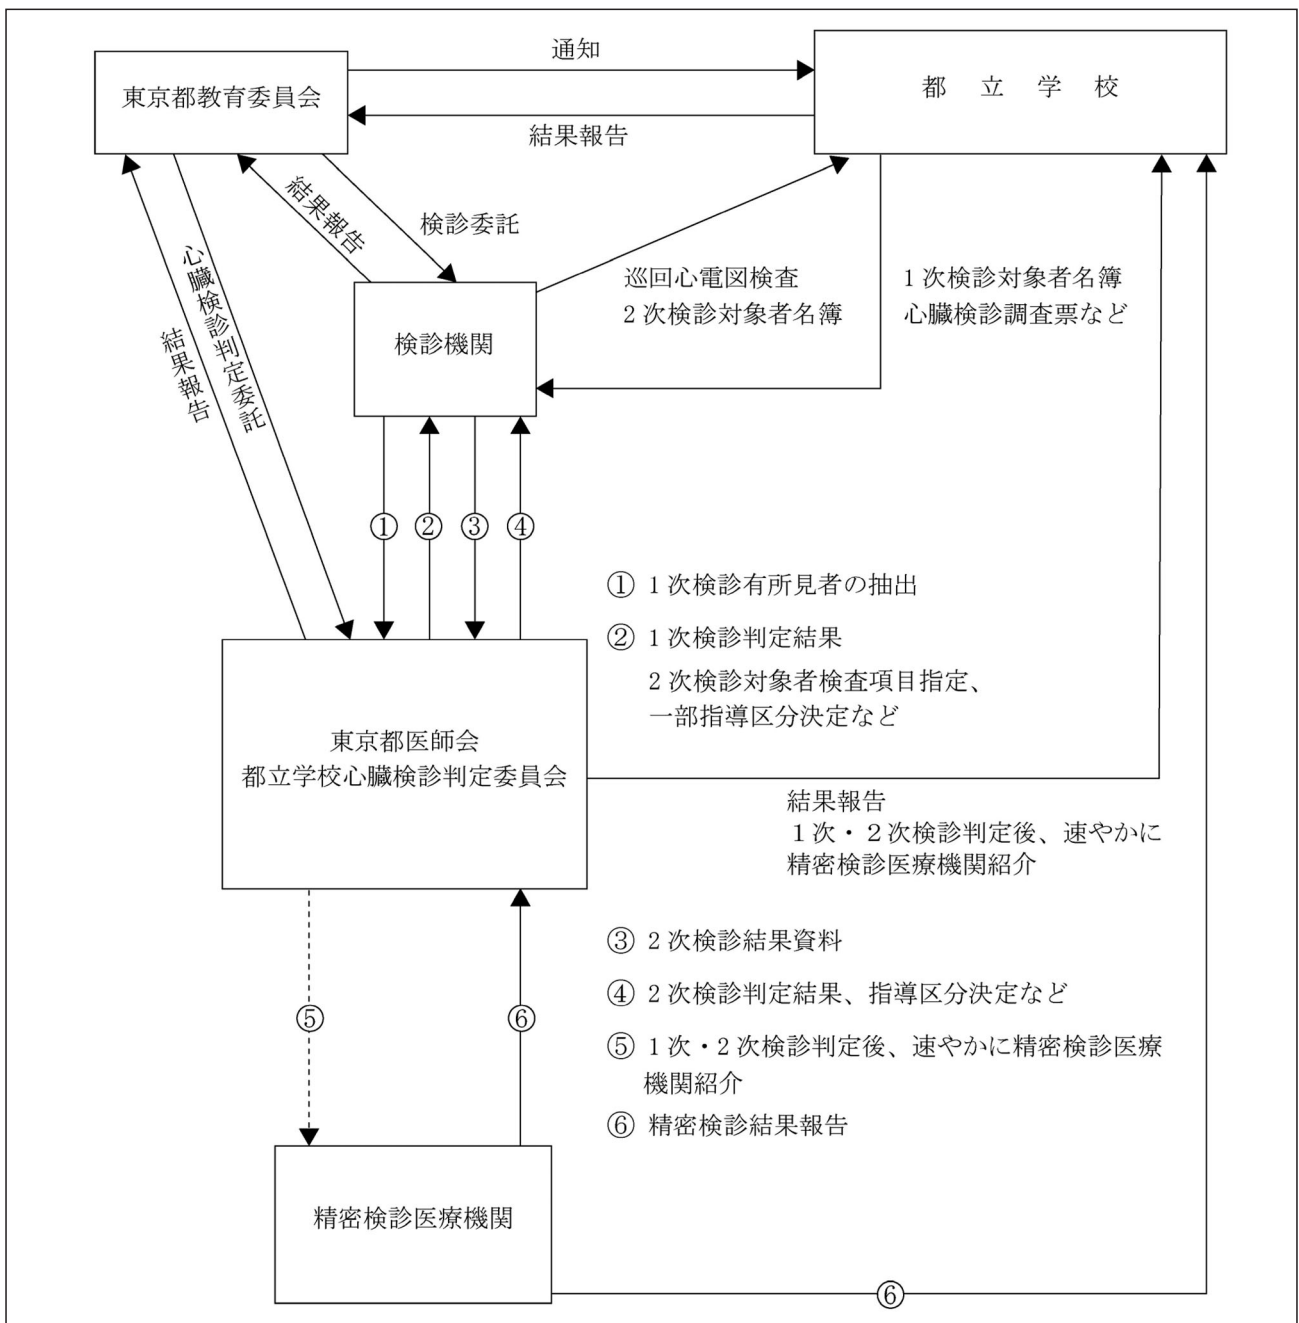 通知
東京都教育委員会
都立学校
結果報告
結果報告
検診委託
心臓検診判定委託
結果報告
検診機関
巡回心電図検査
2次検診対象者名簿
1次検診対象者名簿
心臓検診調査票など
①
②
③
④
① 1次検診有所見者の抽出
② 1次検診判定結果
2次検診対象者検査項目指定、
一部指導区分決定など
東京都医師会
都立学校心臓検診判定委員会
結果報告
1次・2次検診判定後、速やかに
精密検診医療機関紹介
③ 2次検診結果資料
④ 2次検診判定結果、指導区分決定など
⑤ 1次・2次検診判定後、速やかに精密検診医療
機関紹介
⑥ 精密検診結果報告
⑤
⑥
精密検診医療機関
⑥